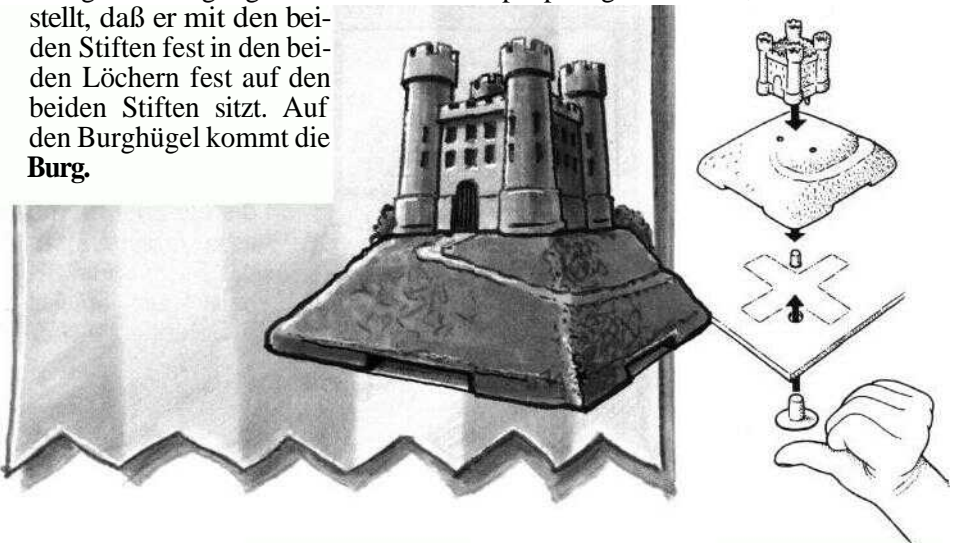 stellt, daß er mit den bei-
den Stiften fest in den bei-
den Löchern fest auf den
beiden Stiften sitzt. Auf
den Burghügel kommt die
Burg.